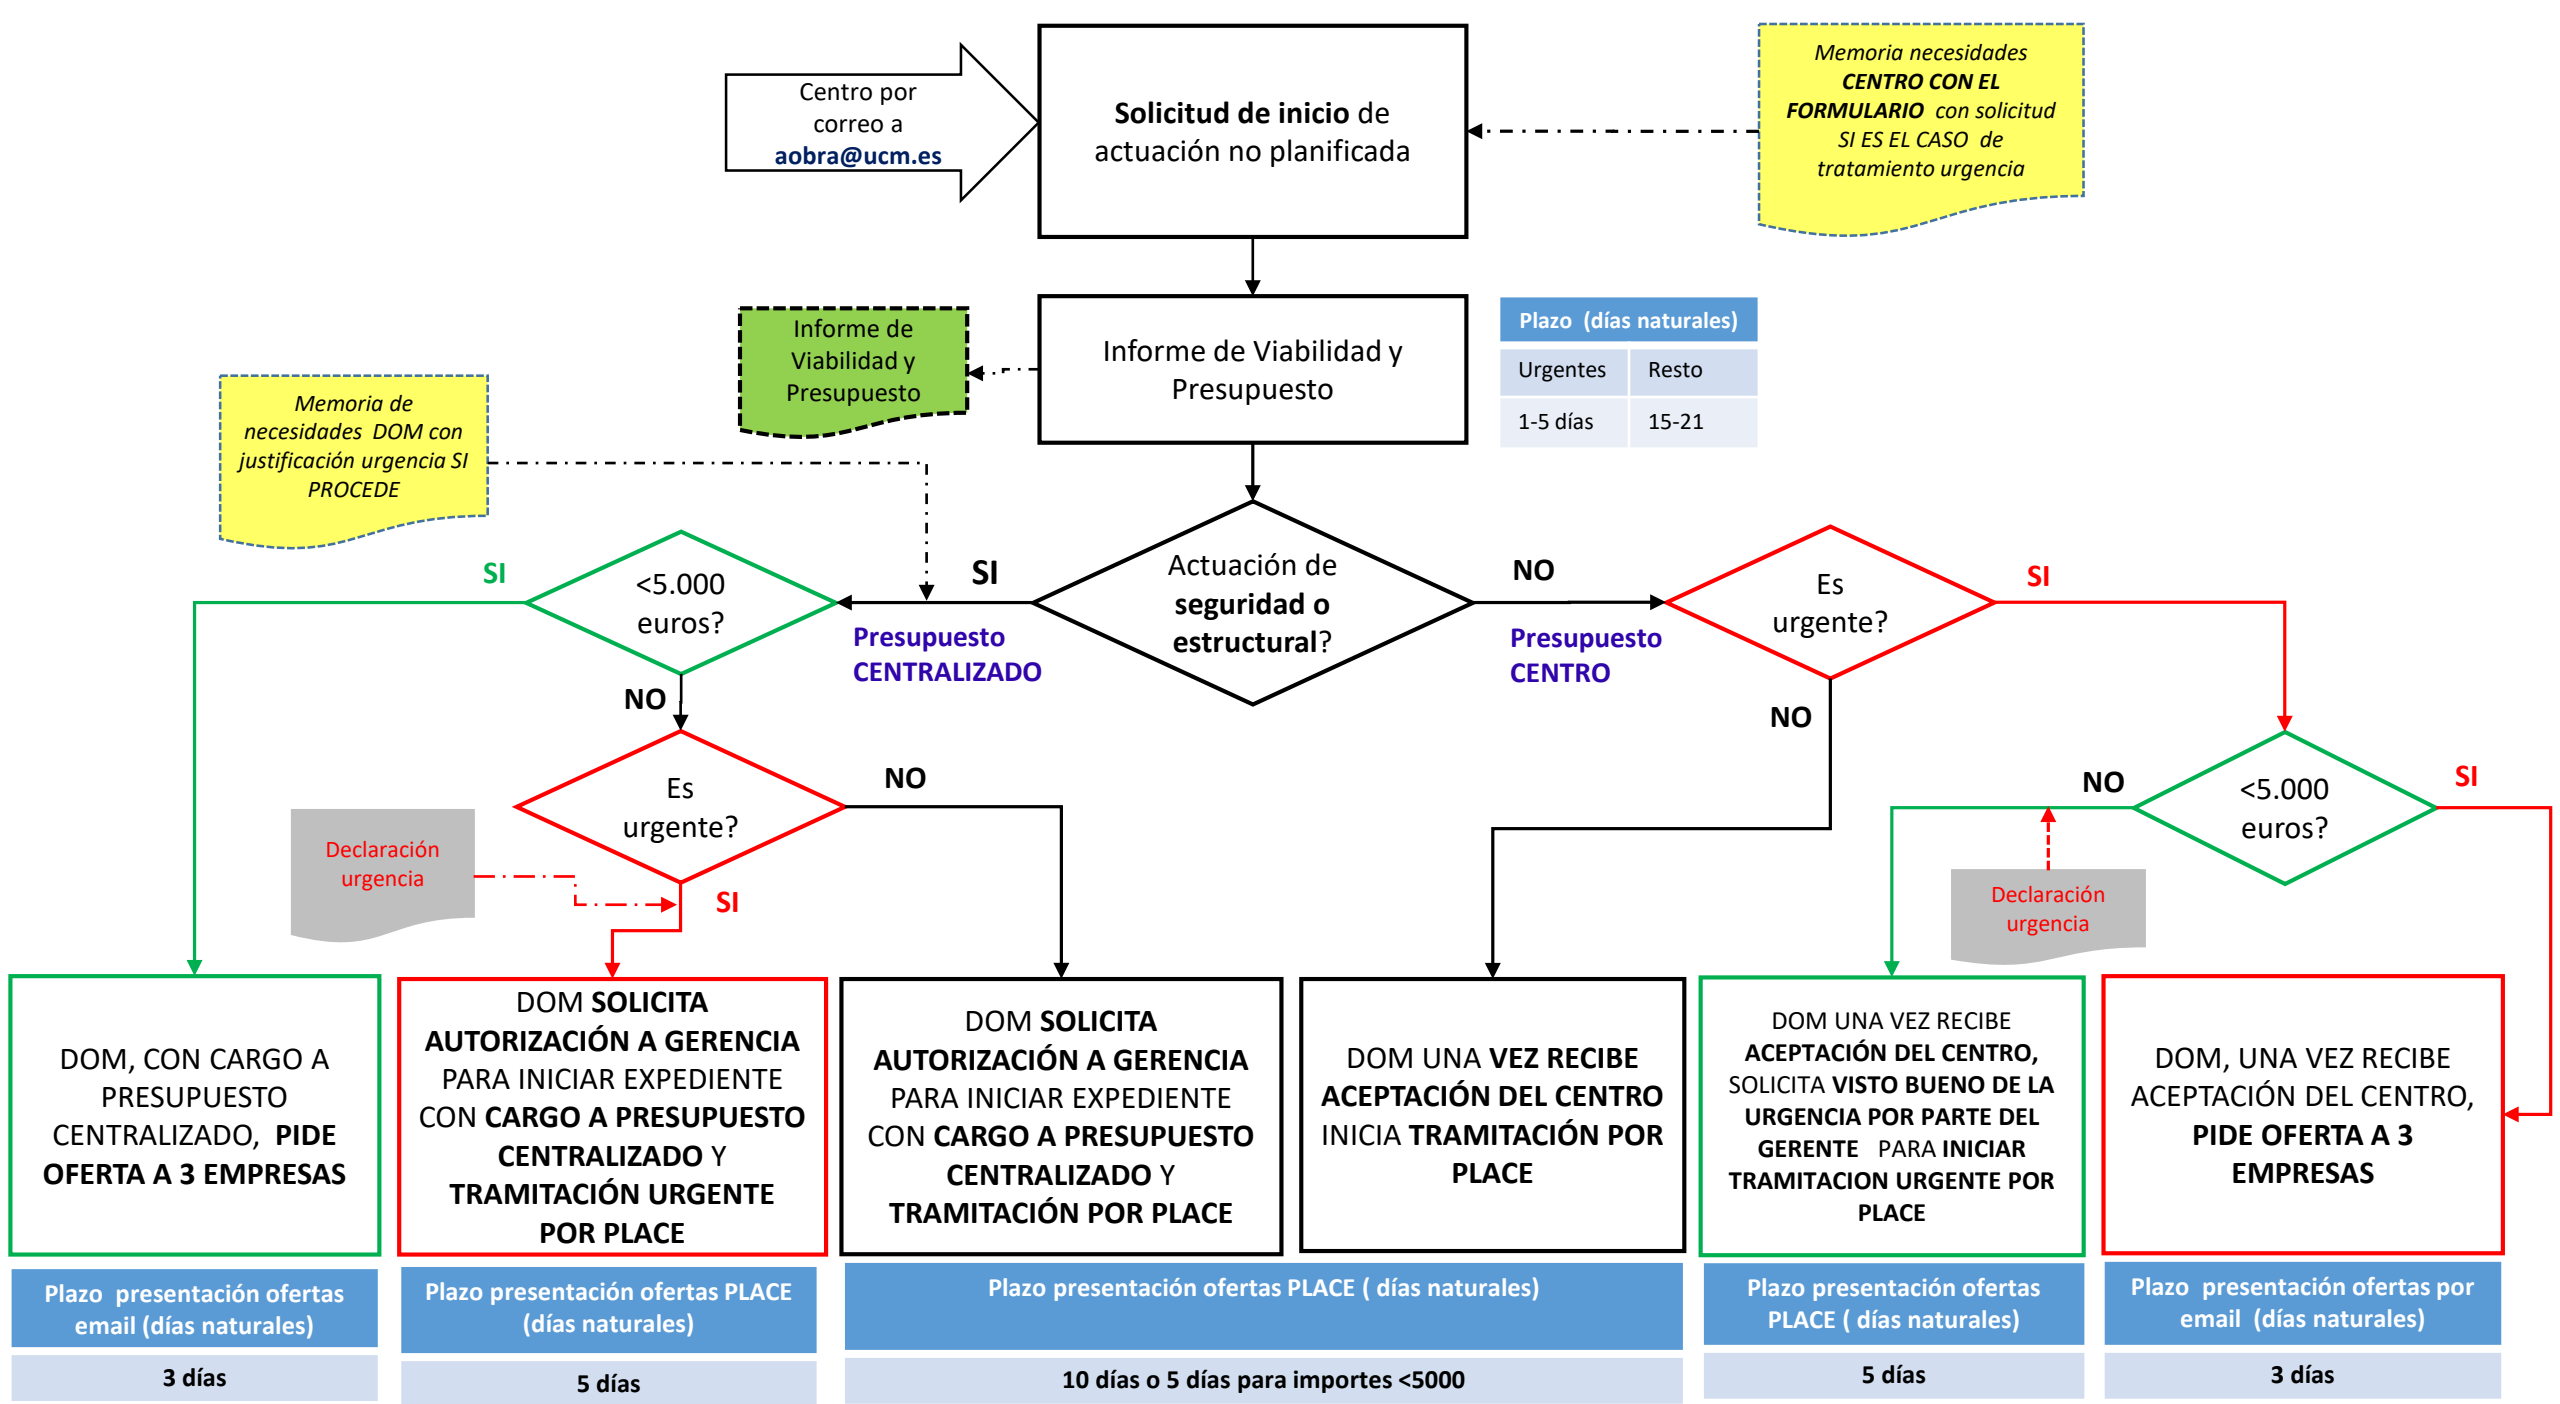 Centro por
correo a
aobra@ucm.es
Solicitud de inicio de
actuación no planificada
Memoria necesidades
CENTRO CON EL
FORMULARIO con solicitud
SI ES EL CASO de
tratamiento urgencia
Informe de
Viabilidad y
Presupuesto
Informe de Viabilidad y
Presupuesto
Plazo (días naturales)
Urgentes Resto
1-5 días 15-21
Memoria de
necesidades DOM con
justificación urgencia SI
PROCEDE
SI
<5.000
euros?
SI
Presupuesto
CENTRALIZADO
Actuación de
seguridad o
estructural?
NO
Presupuesto
CENTRO
Es
urgente?
SI
NO
NO
Es
urgente?
NO
Declaración
urgencia
SI
NO
<5.000
euros?
SI
Declaración
urgencia
DOM, CON CARGO A
PRESUPUESTO
CENTRALIZADO, PIDE
OFERTA A 3 EMPRESAS
DOM SOLICITA
AUTORIZACIÓN A GERENCIA
PARA INICIAR EXPEDIENTE
CON CARGO A PRESUPUESTO
CENTRALIZADO Y
TRAMITACIÓN URGENTE
POR PLACE
DOM SOLICITA
AUTORIZACIÓN A GERENCIA
PARA INICIAR EXPEDIENTE
CON CARGO A PRESUPUESTO
CENTRALIZADO Y
TRAMITACIÓN POR PLACE
DOM UNA VEZ RECIBE
ACEPTACIÓN DEL CENTRO
INICIA TRAMITACIÓN POR
PLACE
DOM UNA VEZ RECIBE
ACEPTACIÓN DEL CENTRO,
SOLICITA VISTO BUENO DE LA
URGENCIA POR PARTE DEL
GERENTE PARA INICIAR
TRAMITACION URGENTE POR
PLACE
DOM, UNA VEZ RECIBE
ACEPTACIÓN DEL CENTRO,
PIDE OFERTA A 3
EMPRESAS
Plazo presentación ofertas
email (días naturales)
3 días
Plazo presentación ofertas PLACE
(días naturales)
5 días
Plazo presentación ofertas PLACE ( días naturales)
10 días o 5 días para importes <5000
Plazo presentación ofertas
PLACE ( días naturales)
5 días
Plazo presentación ofertas por
email (días naturales)
3 días